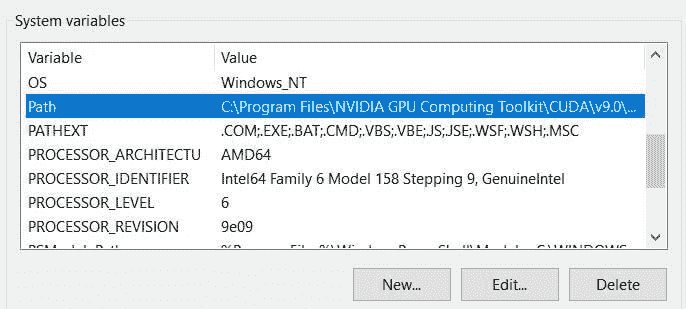 System variables
Variable Value
OS Windows_NT
Path C:\Program Files\NVIDIA GPU Computing Toolkit\CUDA\v9.0\...
PATHEXT .COM;.EXE;.BAT;.CMD;.VBS;.VBE;.JS;.JSE;.WSF;.WSH;.MSC
PROCESSOR_ARCHITECTU AMD64
PROCESSOR_IDENTIFIER Intel64 Family 6 Model 158 Stepping 9, GenuineIntel
PROCESSOR_LEVEL 6
PROCESSOR_REVISION 9e09
New... Edit... Delete